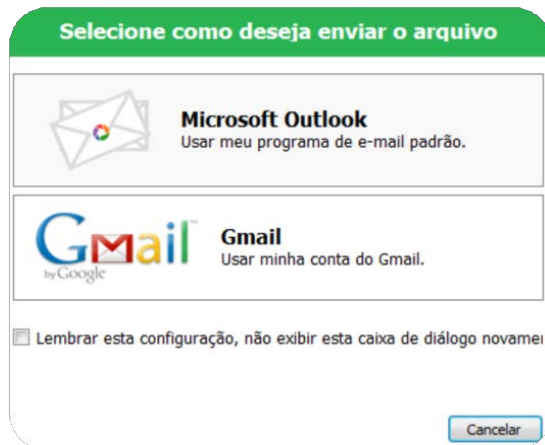 Selecione como deseja enviar o arquivo
Microsoft Outlook
Usar meu programa de e-mail padrão.
Gmail
by Google
Gmail
Usar minha conta do Gmail.
Lembrar esta configuração, não exibir esta caixa de diálogo
Cancelar